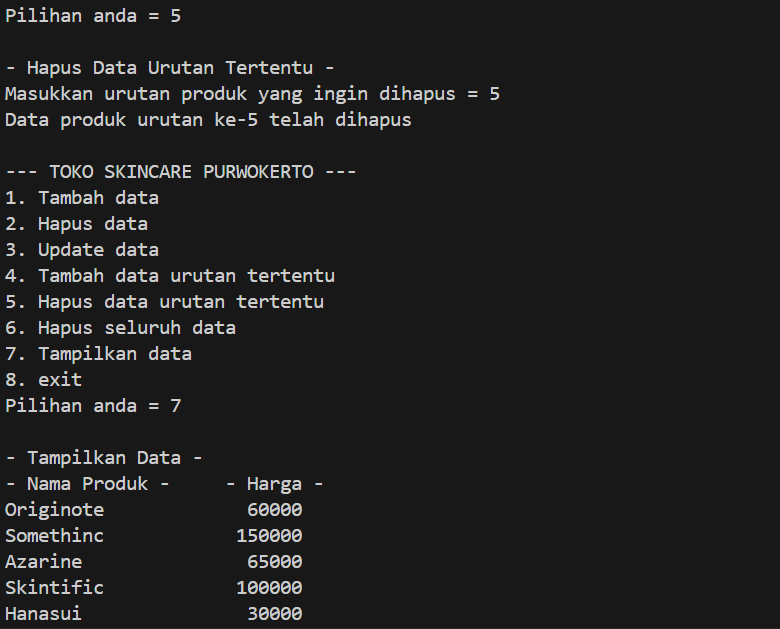 Pilihan anda = 5
- Hapus Data Urutan Tertentu -
Masukkan urutan produk yang ingin dihapus = 5
Data produk urutan ke-5 telah dihapus
--- TOKO SKINCARE PURWOKERTO ---
1. Tambah data
2. Hapus data
3. Update data
4. Tambah data urutan tertentu
5. Hapus data urutan tertentu
6. Hapus seluruh data
7. Tampilkan data
8. exit
Pilihan anda = 7
- Tampilkan Data -
- Nama Produk -     - Harga -
Originote             60000
Somethinc            150000
Azarine               65000
Skintific            100000
Hanasui               30000